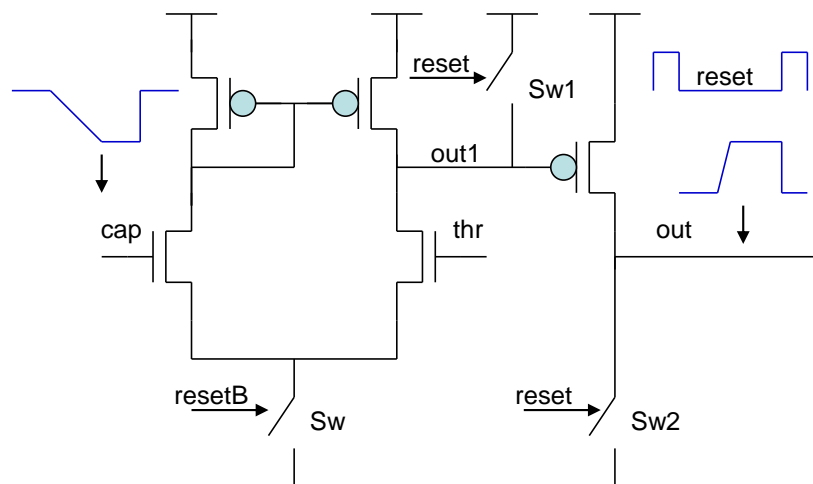 reset
Sw1
reset
out1
cap
thr
out
resetB
Sw
reset
Sw2